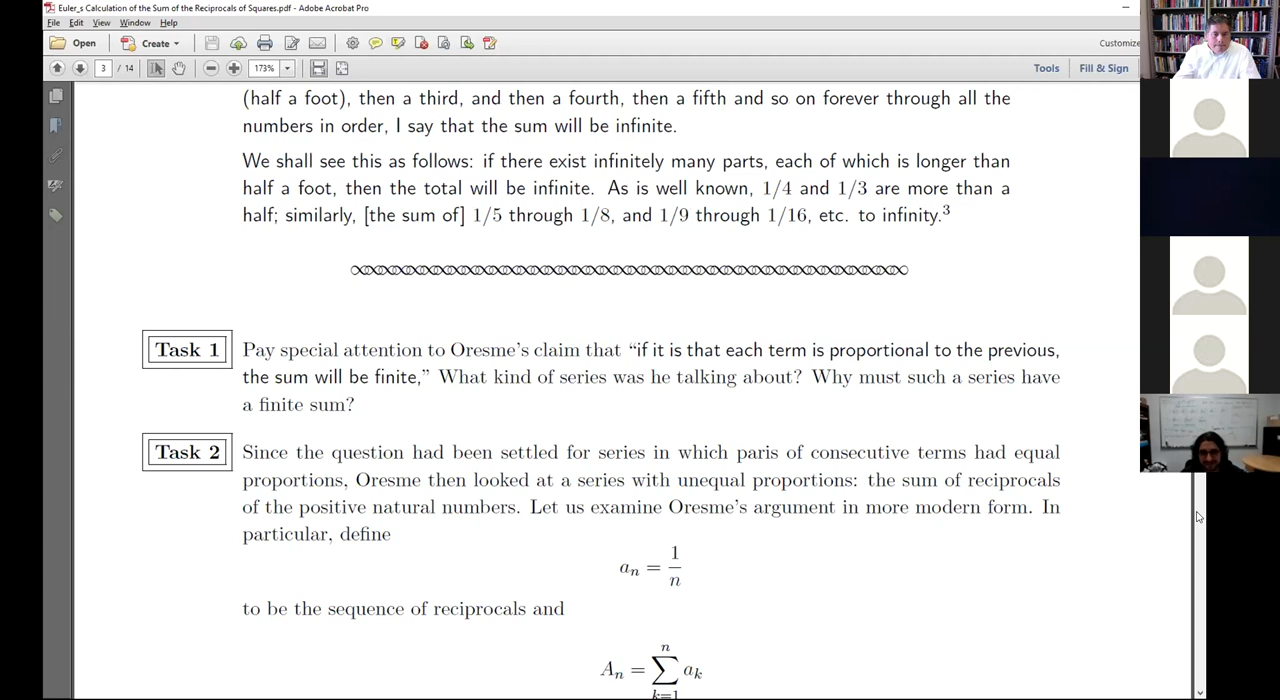 Euler_s Calculation of the Sum of the Reciprocals of Squares.pdf - Adobe Acrobat Pro
File Edit View Window Help
Open Create Customize
3 / 14 173% Tools Fill & Sign
(half a foot), then a third, and then a fourth, then a fifth and so on forever through all the
numbers in order, I say that the sum will be infinite.
We shall see this as follows: if there exist infinitely many parts, each of which is longer than
half a foot, then the total will be infinite. As is well known, 1/4 and 1/3 are more than a
half; similarly, [the sum of] 1/5 through 1/8, and 1/9 through 1/16, etc. to infinity.³
Task 1 Pay special attention to Oresme's claim that "if it is that each term is proportional to the previous,
the sum will be finite," What kind of series was he talking about? Why must such a series have
a finite sum?
Task 2 Since the question had been settled for series in which paris of consecutive terms had equal
proportions, Oresme then looked at a series with unequal proportions: the sum of reciprocals
of the positive natural numbers. Let us examine Oresme's argument in more modern form. In
particular, define
aₙ = 1/n
to be the sequence of reciprocals and
Aₙ = ∑ₖ₌₁ⁿ aₖ